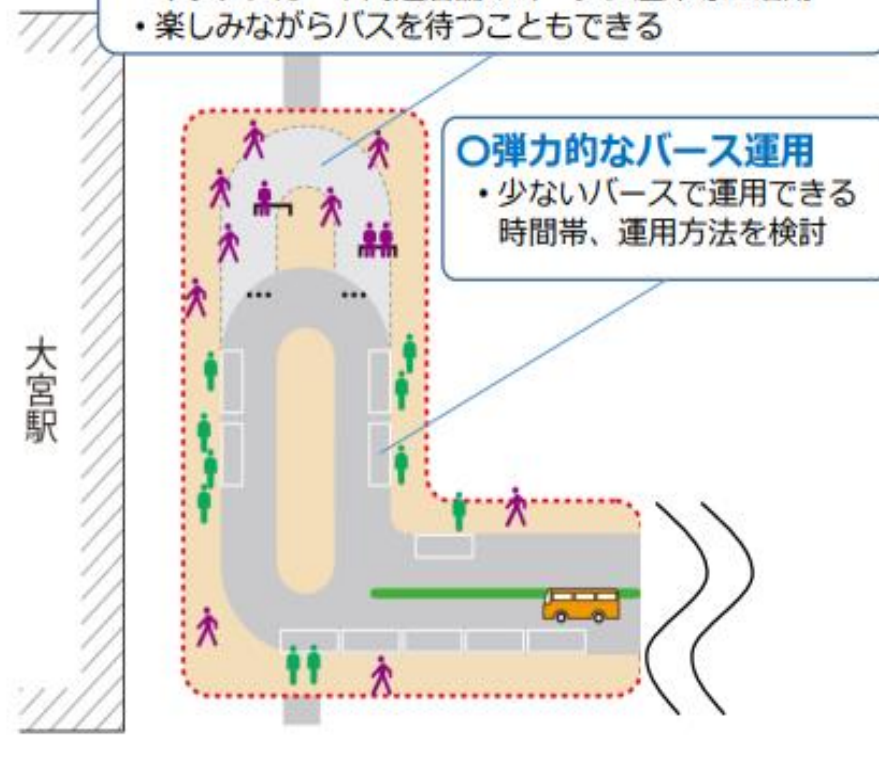 ・楽しみながらバスを待つこともできる
〇弾力的なバース運用
・少ないバースで運用できる
時間帯、運用方法を検討
大宮駅